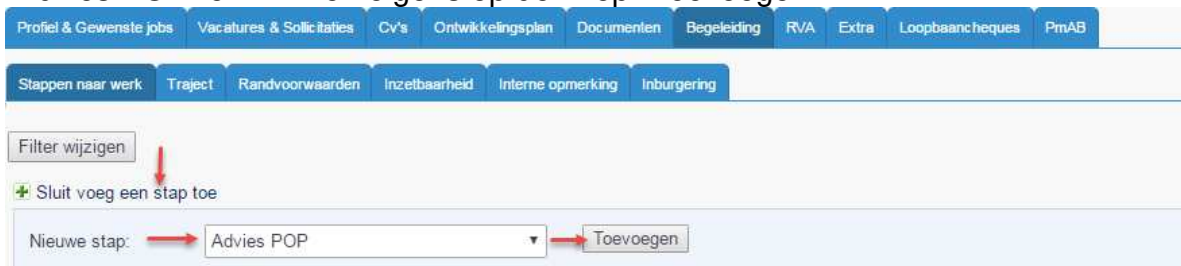 Profiel & Gewenste jobs Vacatures & Sollicitaties Cv's Ontwikkelingsplan Documenten Begeleiding RVA Extra Loopbaancheques PmAB
Stappen naar werk Traject Randvoorwaarden Inzetbaarheid Interne opmerking Inburgering
Filter wijzigen
Sluit voeg een stap toe
Nieuwe stap: Advies POP Toevoegen